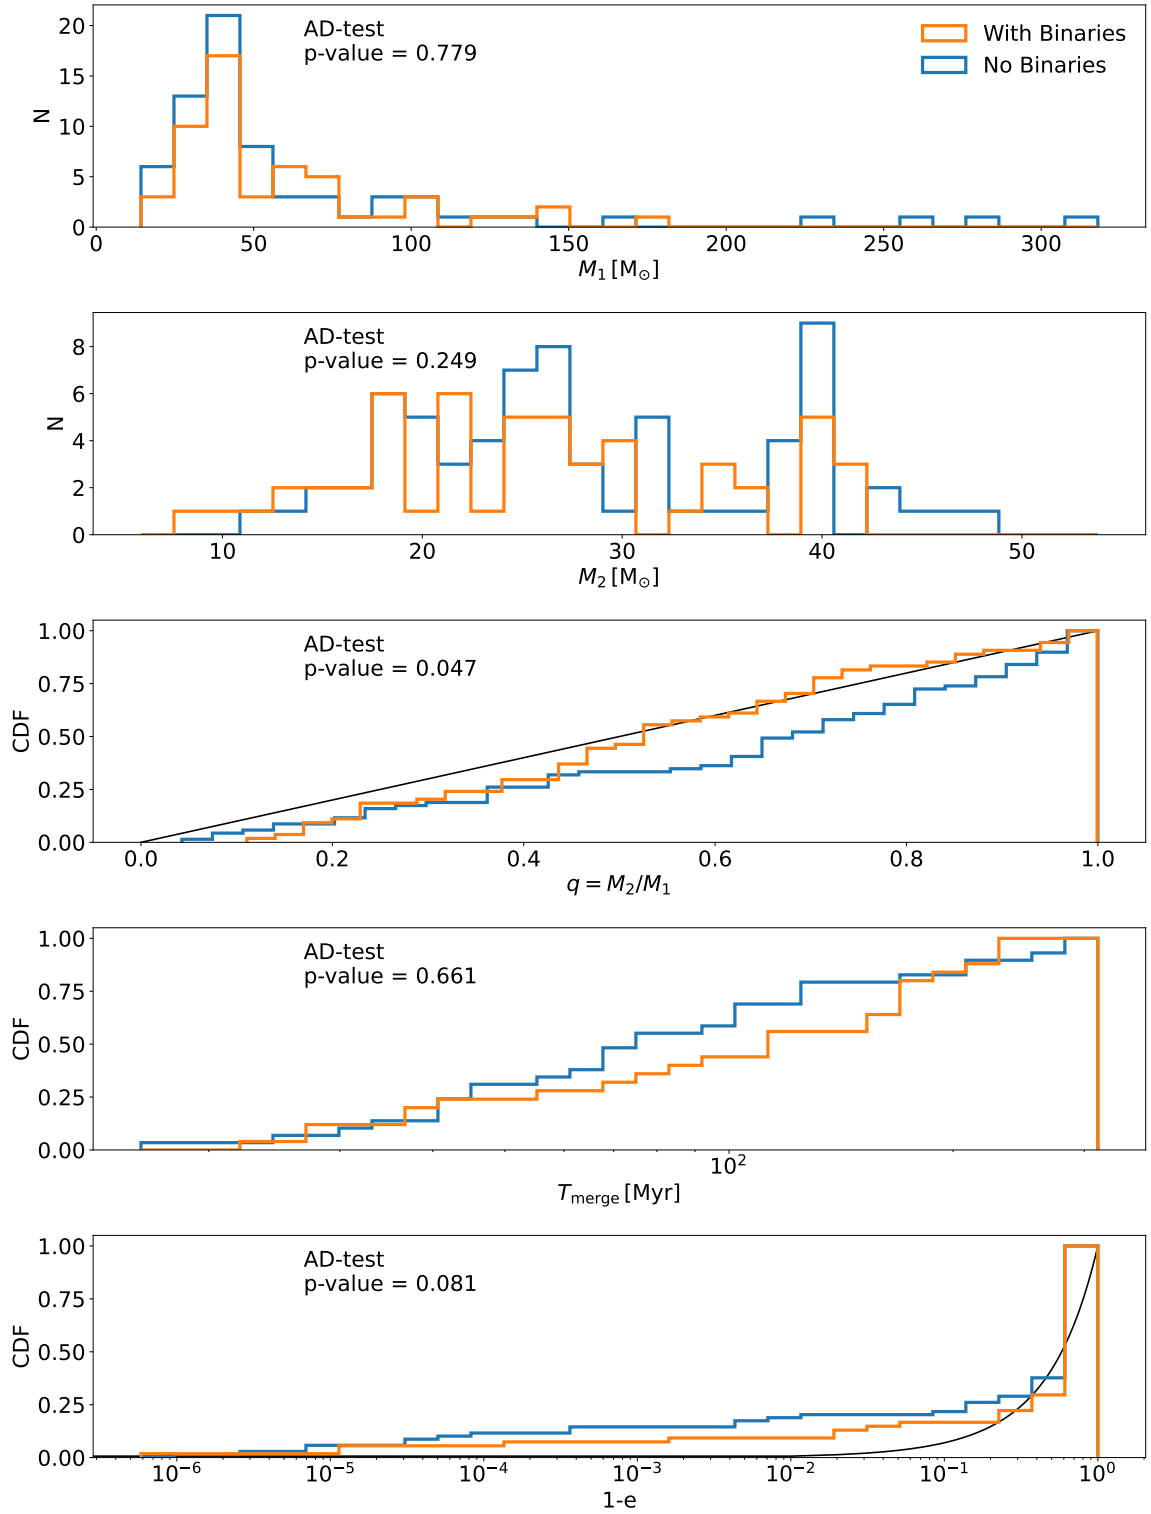 AD-test
p-value = 0.779
With Binaries
No Binaries
N
20
15
10
5
0
0 50 100 150 200 250 300
M₁ [M⊙]
AD-test
p-value = 0.249
N
8
6
4
2
0
10 20 30 40 50
M₂ [M⊙]
AD-test
p-value = 0.047
CDF
1.00
0.75
0.50
0.25
0.00
0.0 0.2 0.4 0.6 0.8 1.0
q = M₂/M₁
AD-test
p-value = 0.661
CDF
1.00
0.75
0.50
0.25
0.00
10²
T_merge [Myr]
AD-test
p-value = 0.081
CDF
1.00
0.75
0.50
0.25
0.00
10⁻⁶ 10⁻⁵ 10⁻⁴ 10⁻³ 10⁻² 10⁻¹ 10⁰
1-e